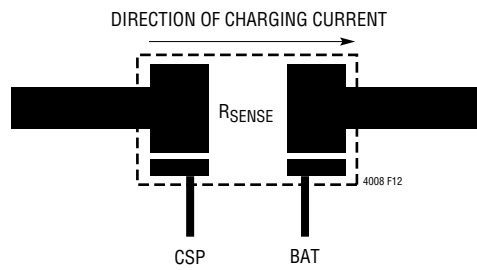 DIRECTION OF CHARGING CURRENT
RSENSE
4008 F12
CSP BAT